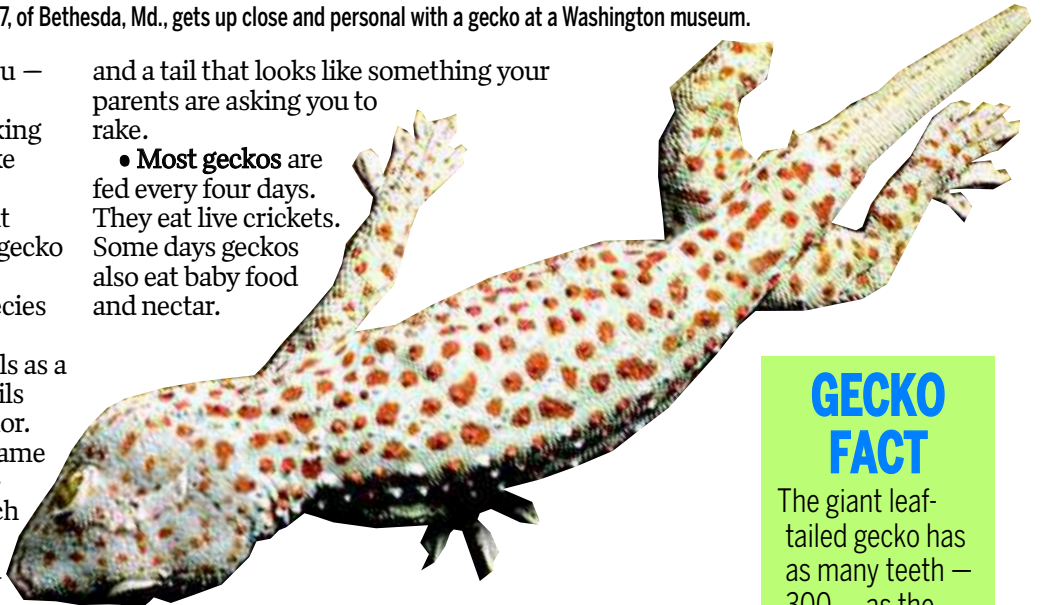 7, of Bethesda, Md., gets up close and personal with a gecko at a Washington museum.
u —
king
ke
t
gecko
ecies
ls as a
ils
or.
ame
ch
and a tail that looks like something your
parents are asking you to
rake.
• Most geckos are
fed every four days.
They eat live crickets.
Some days geckos
also eat baby food
and nectar.
GECKO
FACT
The giant leaf-
tailed gecko has
as many teeth —
300 — as the